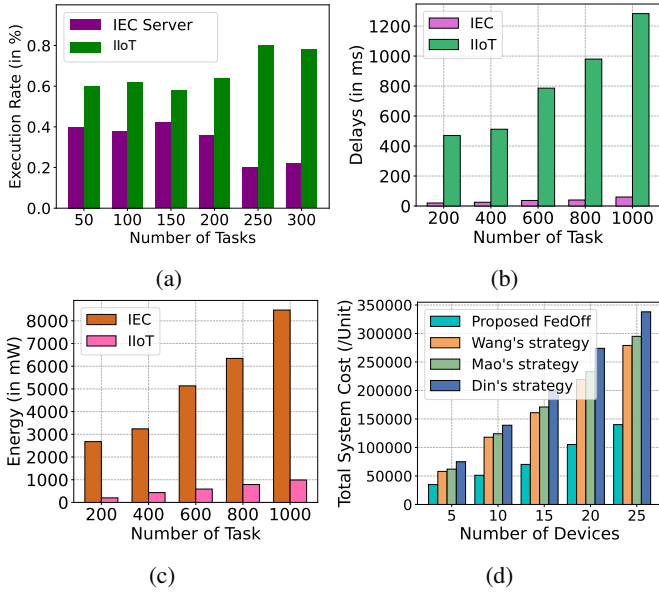 IEC Server
IIoT
Execution Rate (in %)
0.8
0.6
0.4
0.2
0.0
50 100 150 200 250 300
Number of Tasks
(a)
IEC
IIoT
Delays (in ms)
1200
1000
800
600
400
200
0
200 400 600 800 1000
Number of Task
(b)
IEC
IIoT
Energy (in mW)
8000
7000
6000
5000
4000
3000
2000
1000
0
200 400 600 800 1000
Number of Task
(c)
Proposed FedOff
Wang's strategy
Mao's strategy
Din's strategy
Total System Cost (/Unit)
350000
300000
250000
200000
150000
100000
50000
0
5 10 15 20 25
Number of Devices
(d)